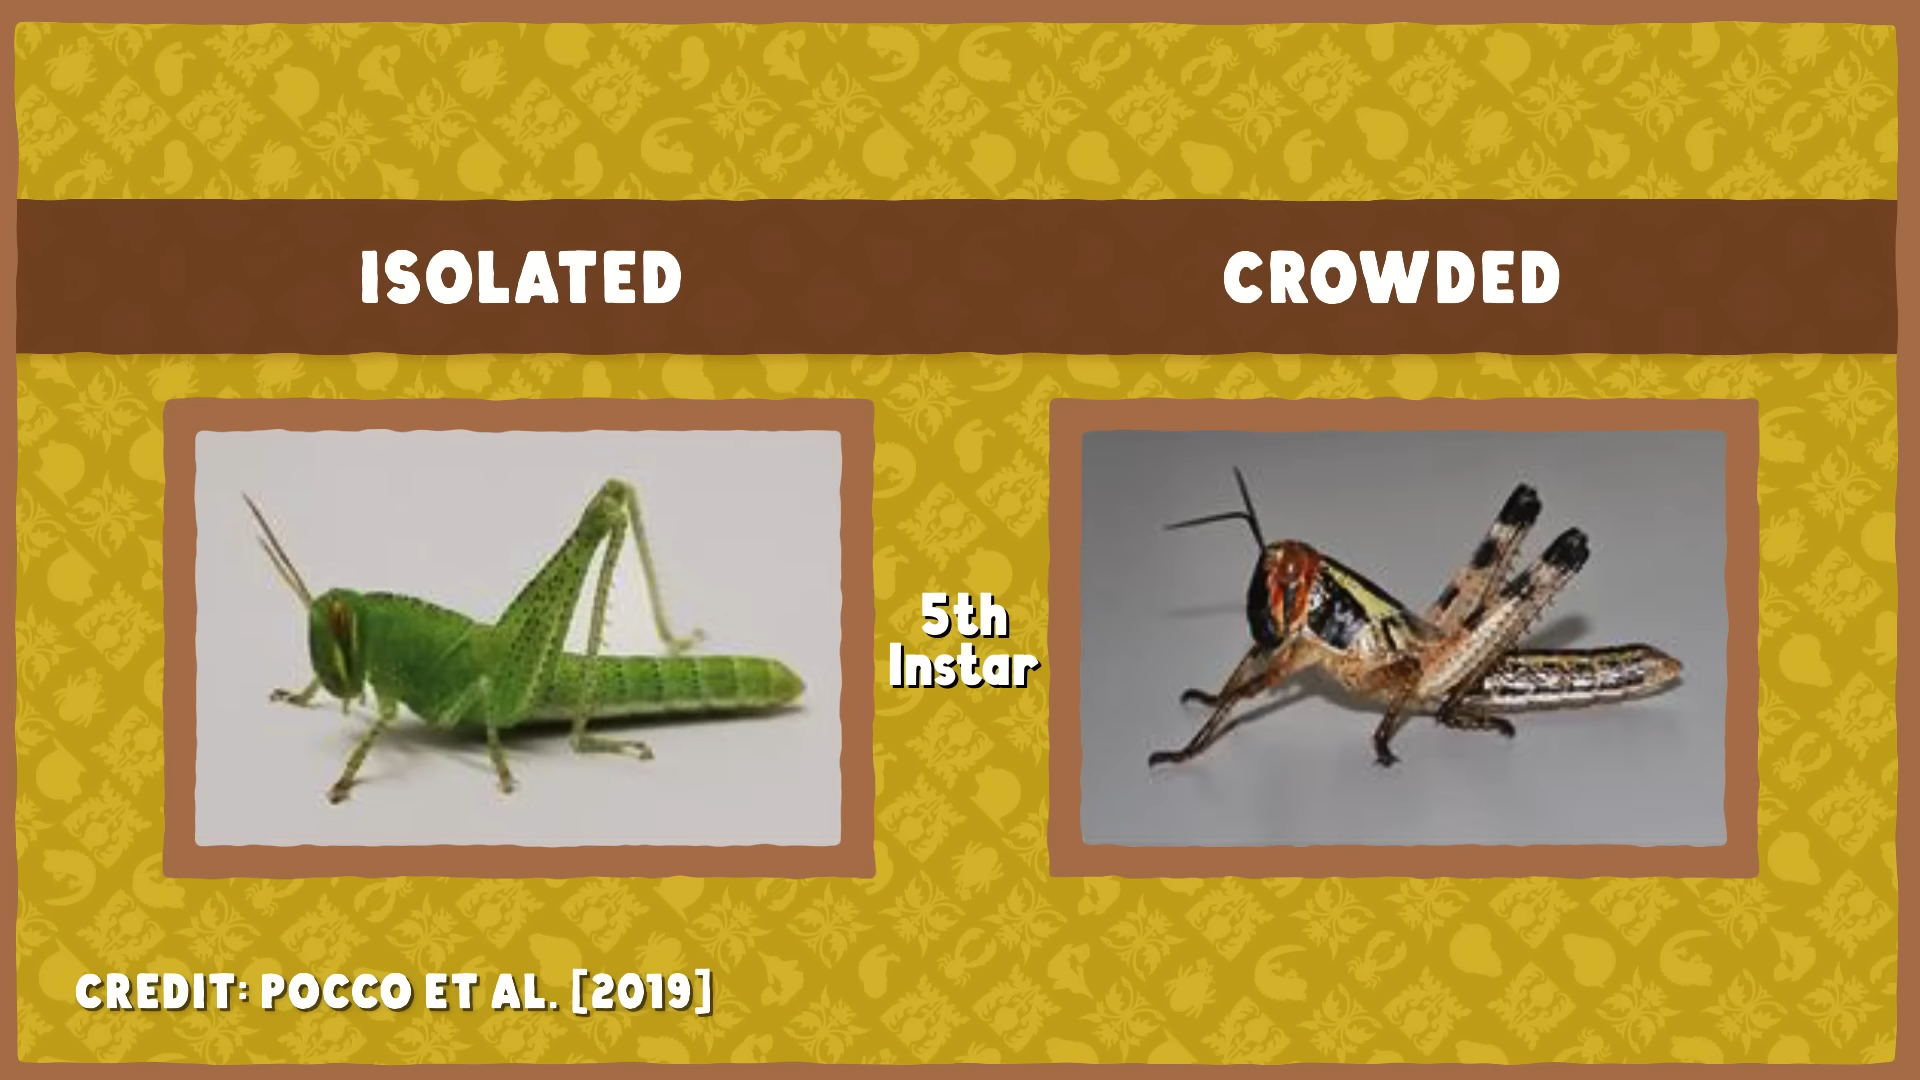 ISOLATED
CROWDED
5th
Instar
CREDIT: POCCO ET AL. [2019]